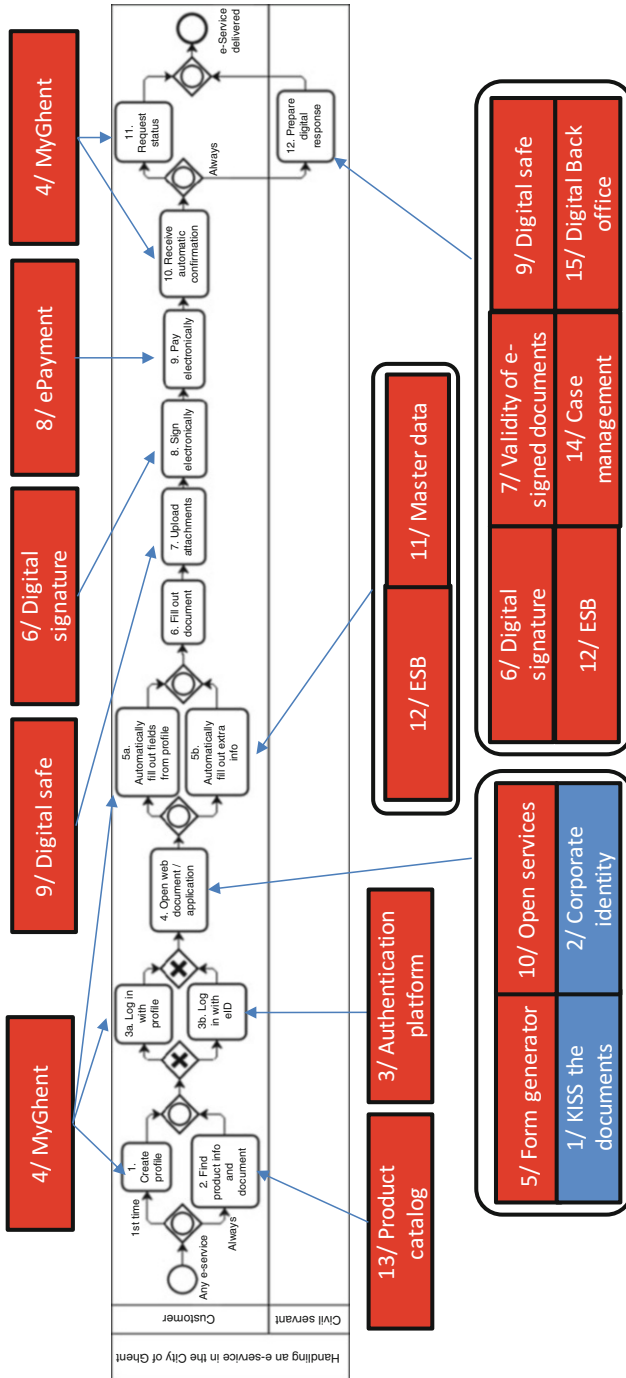 4/ MyGhent
9/ Digital safe
6/ Digital
signature
8/ ePayment
4/ MyGhent
Handling an e-service in the City of Ghent
Customer
Civil servant
Any e-service
1st time
Always
1.
Create
profile
2. Find
product info
and
document
3a. Log in
with
profile
3b. Log
in with
eID
4. Open web
document /
application
5a.
Automatically
fill out fields
from profile
5b.
Automatically
fill out extra
info
6. Fill out
document
7. Upload
attachments
8. Sign
electronically
9. Pay
electronically
10. Receive
automatic
confirmation
Always
11.
Request
status
12. Prepare
digital
response
e-Service
delivered
13/ Product
catalog
3/ Authentication
platform
12/ ESB
11/ Master data
5/ Form generator
10/ Open services
1/ KISS the
documents
2/ Corporate
identity
6/ Digital
signature
7/ Validity of e-
signed documents
9/ Digital safe
12/ ESB
14/ Case
management
15/ Digital Back
office